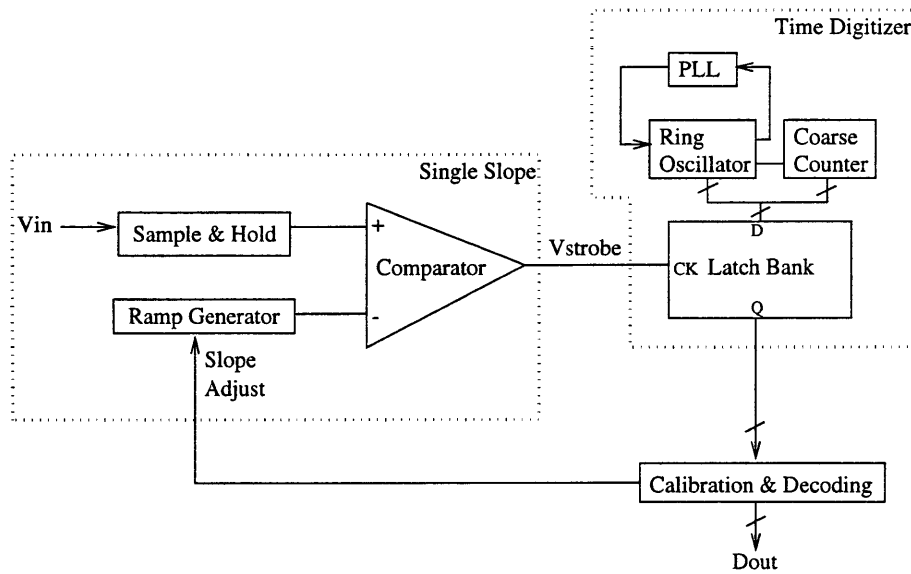 Time Digitizer
PLL
Ring
Oscillator
Coarse
Counter
Single Slope
Vin
Sample & Hold
+
Comparator
-
Vstrobe
D
CK Latch Bank
Q
Ramp Generator
Slope
Adjust
Calibration & Decoding
Dout